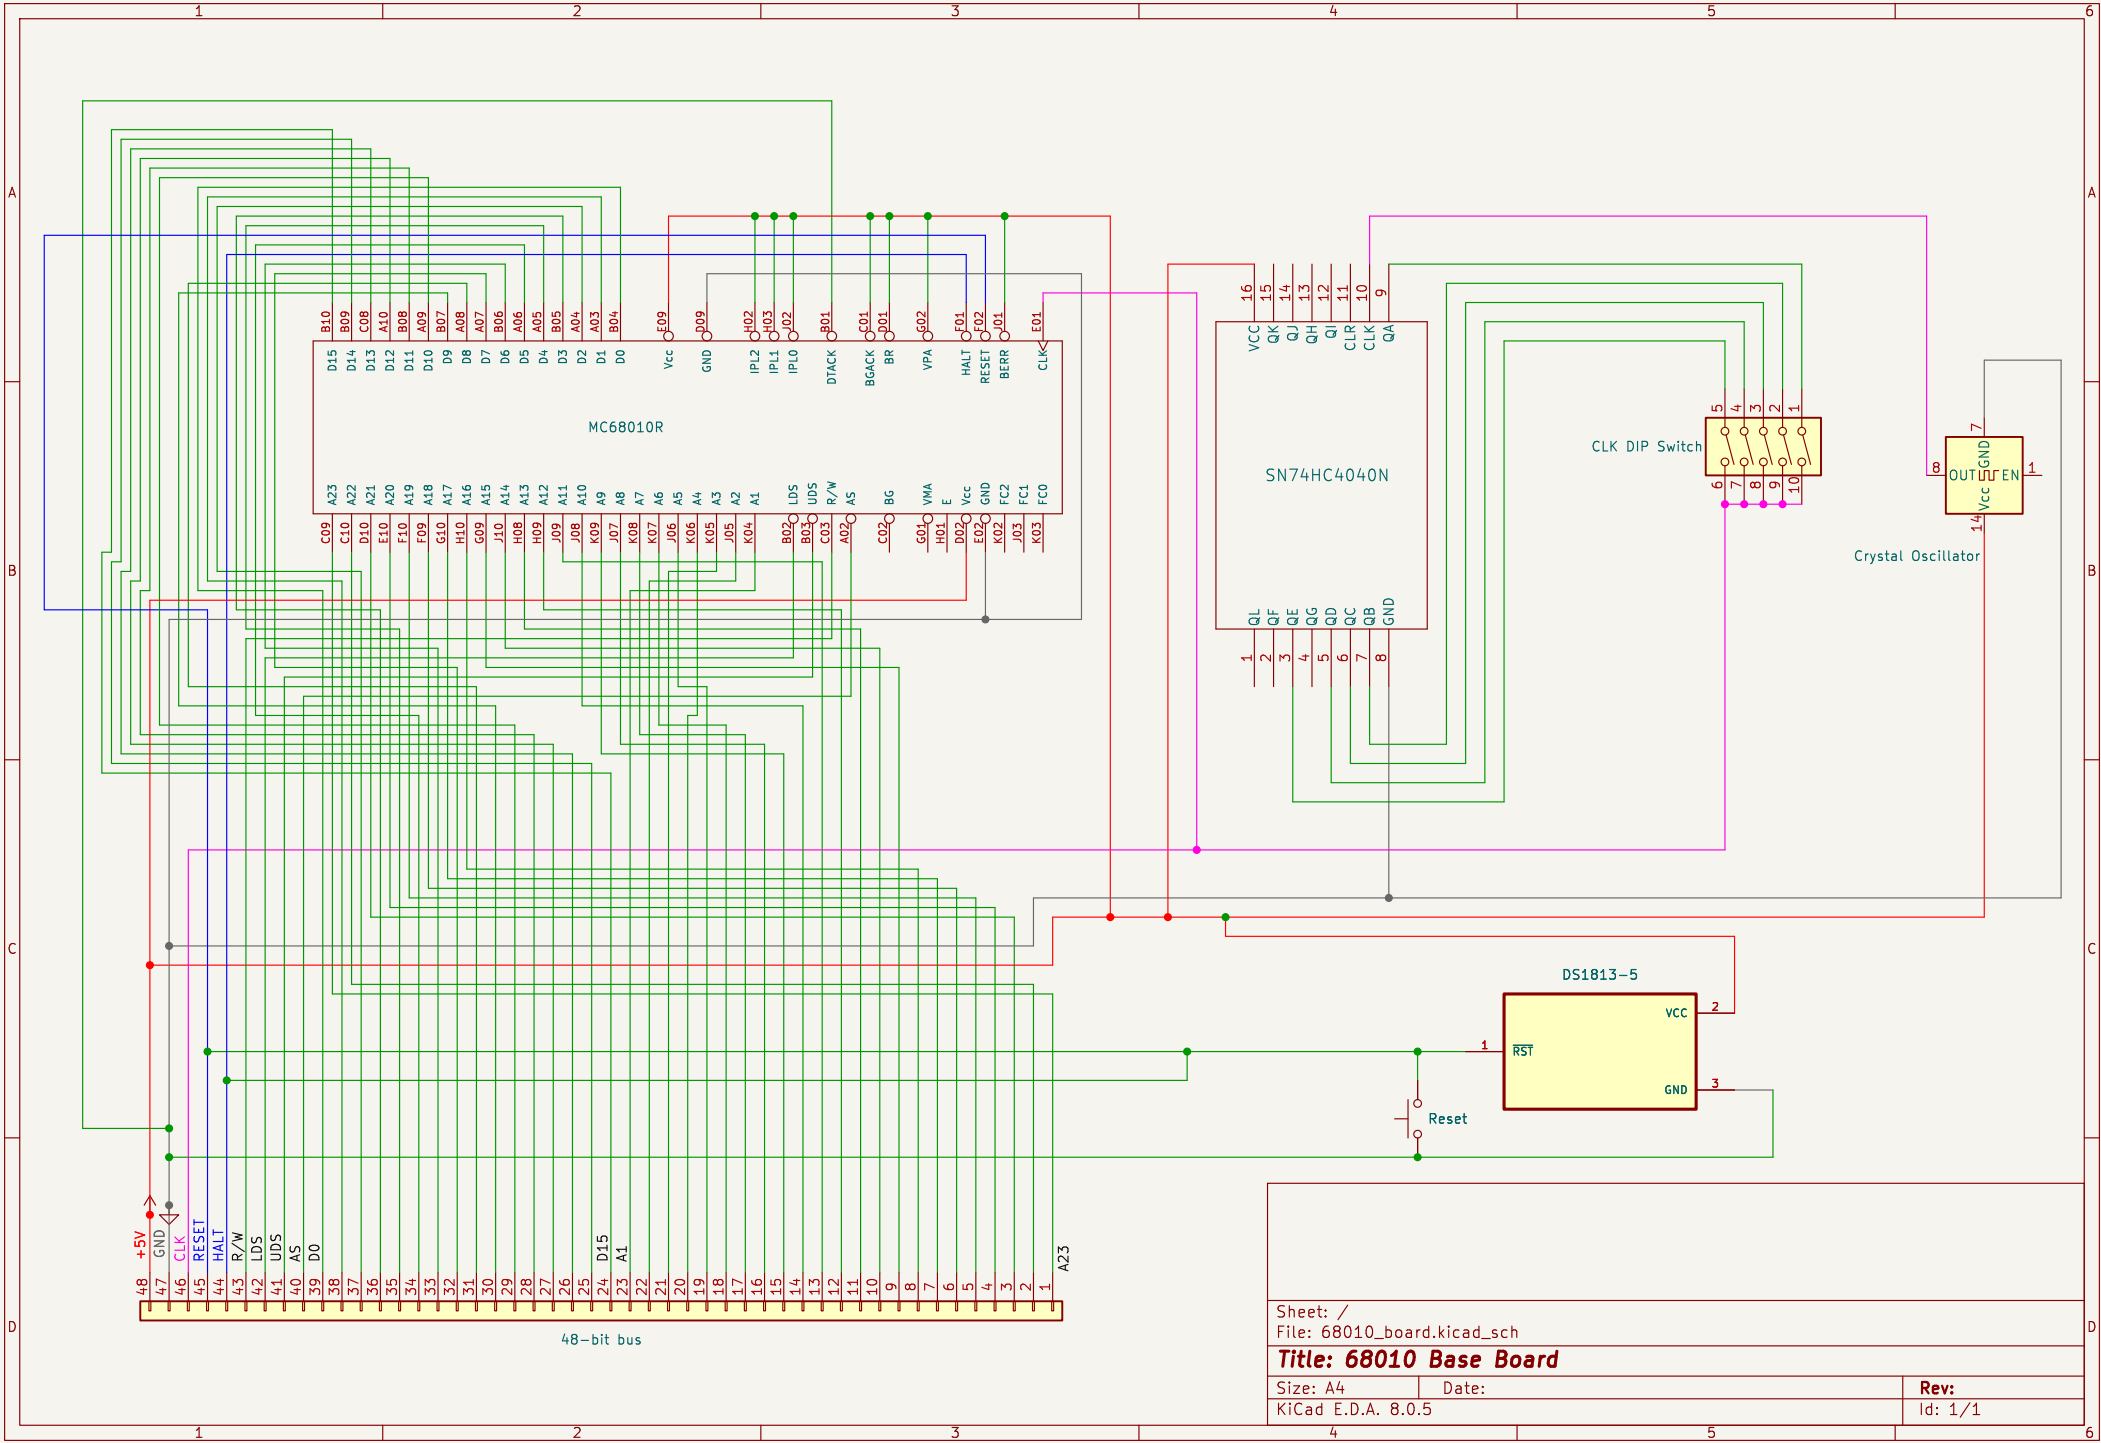 1 2 3 4 5 6
A A
B10 B09 C08 A10 B08 A09 B07 A08 A07 B06 A06 A05 B05 A04 A03 B04 E09 D09 H02 H03 J02 B01 C01 D01 G02 F01 F02 J01 E01
D15 D14 D13 D12 D11 D10 D9 D8 D7 D6 D5 D4 D3 D2 D1 D0 Vcc GND IPL2 IPL1 IPL0 DTACK BGACK BR VPA HALT RESET BERR CLK
MC68010R
A23 A22 A21 A20 A19 A18 A17 A16 A15 A14 A13 A12 A11 A10 A9 A8 A7 A6 A5 A4 A3 A2 A1 LDS UDS R/W AS BG VMA E Vcc GND FC2 FC1 FC0
C09 C10 D10 E10 F10 F09 G10 H10 G09 J10 H08 H09 J09 J08 K09 J07 K08 K07 J06 K06 K05 J05 K04 B02 B03 C03 A02 C02 G01 H01 D02 E02 K02 J03 K03
16 15 14 13 12 11 10 9
VCC QK QJ QH QI CLR CLK QA
SN74HC4040N
QL QF QE QG QD QC QB GND
1 2 3 4 5 6 7 8
5 4 3 2 1
CLK DIP Switch
6 7 8 9 10
7
GND
8 OUT EN 1
Vcc
14
Crystal Oscillator
B B
C C
DS1813-5
VCC 2
1 RST
GND 3
Reset
+5V GND CLK RESET HALT R/W LDS UDS AS D0 D15 A1 A23
48 47 46 45 44 43 42 41 40 39 38 37 36 35 34 33 32 31 30 29 28 27 26 25 24 23 22 21 20 19 18 17 16 15 14 13 12 11 10 9 8 7 6 5 4 3 2 1
48-bit bus
D D
Sheet: /
File: 68010_board.kicad_sch
Title: 68010 Base Board
Size: A4 Date: Rev:
KiCad E.D.A. 8.0.5 Id: 1/1
1 2 3 4 5 6